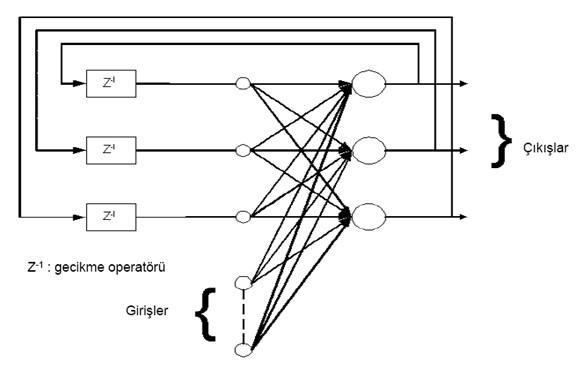 Z-1
Z-1
Çıkışlar
Z-1
Z-1 : gecikme operatörü
Girişler